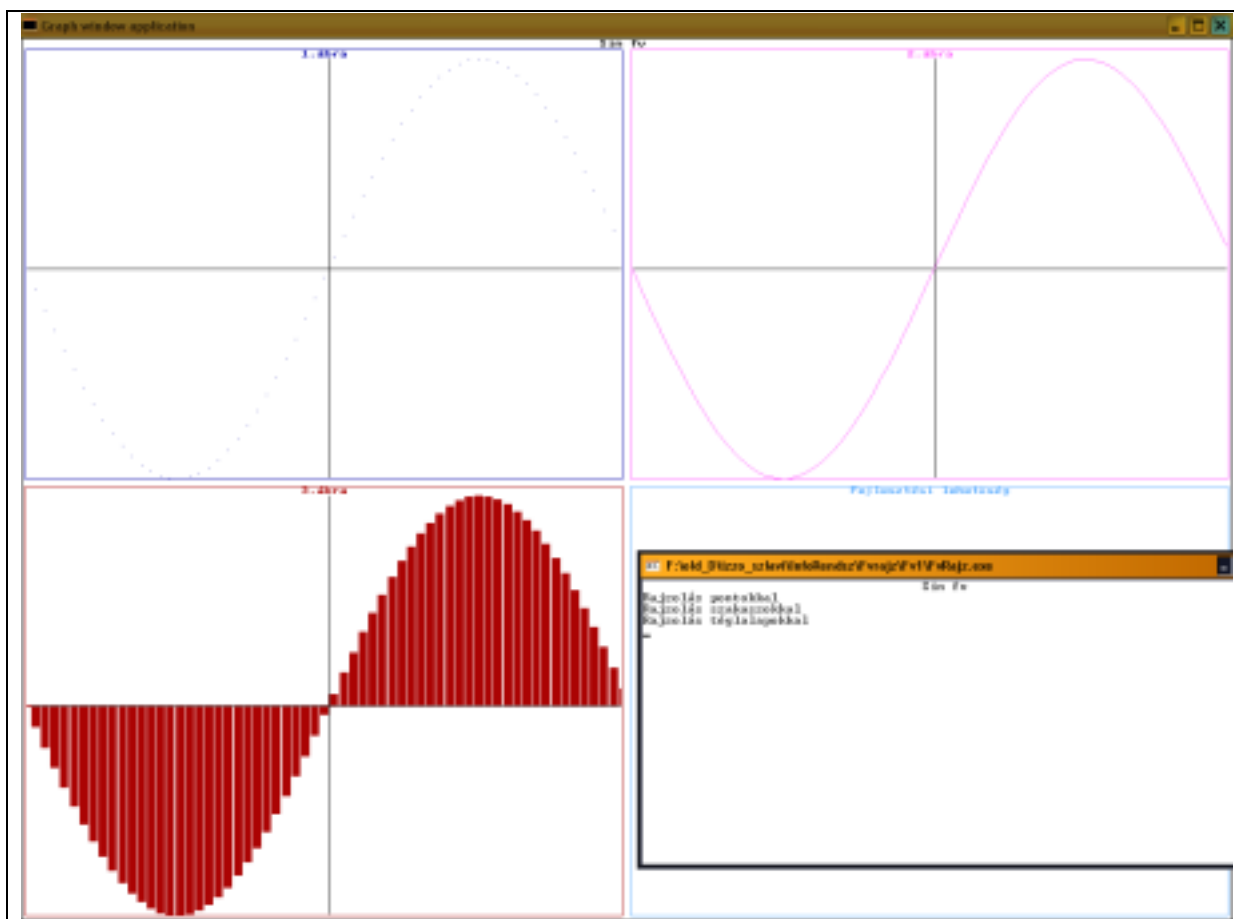 Graph window application
Sin fv
1.ábra
2.ábra
3.ábra
Fejlesztési lehetőség
Sin fv
Rajzolás pontokkal
Rajzolás szakaszokkal
Rajzolás téglalapokkal